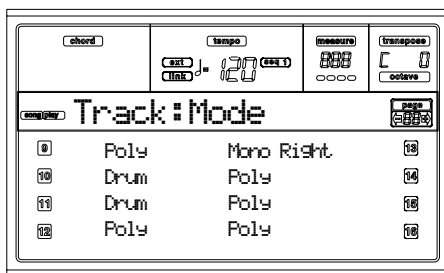 chord tempo measure transpose
ext link ♩= 120 seq 1 888 C 0
octave
song play Track:Mode page
9 Poly Mono Right 13
10 Drum Poly 14
11 Drum Poly 15
12 Poly Poly 16